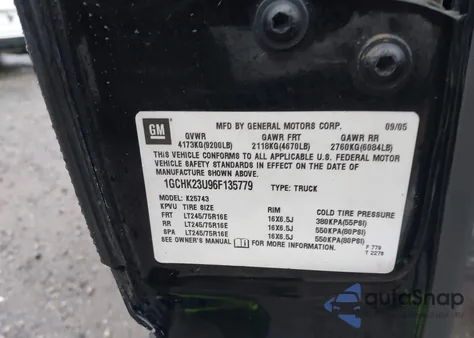 GM
MFD BY GENERAL MOTORS CORP. 09/05
GVWR GAWR FRT GAWR RR
4173KG(9200LB) 2118KG(4670LB) 2760KG(6084LB)
THIS VEHICLE CONFORMS TO ALL APPLICABLE U.S. FEDERAL MOTOR
VEHICLE SAFETY STANDARDS IN EFFECT ON THE DATE OF
MANUFACTURE SHOWN ABOVE.
1GCHK23U96F135779 TYPE: TRUCK
MODEL: K25743
KPVU TIRE SIZE RIM COLD TIRE PRESSURE
FRT LT245/75R16E 16X6.5J 380KPA(55PSI)
RR LT245/75R16E 16X6.5J 550KPA(80PSI)
SPA LT245/75R16E 16X6.5J 550KPA(80PSI)
SEE OWNER'S MANUAL FOR ADDITIONAL INFORMATION. F 779
T 2279
EquiaSnap